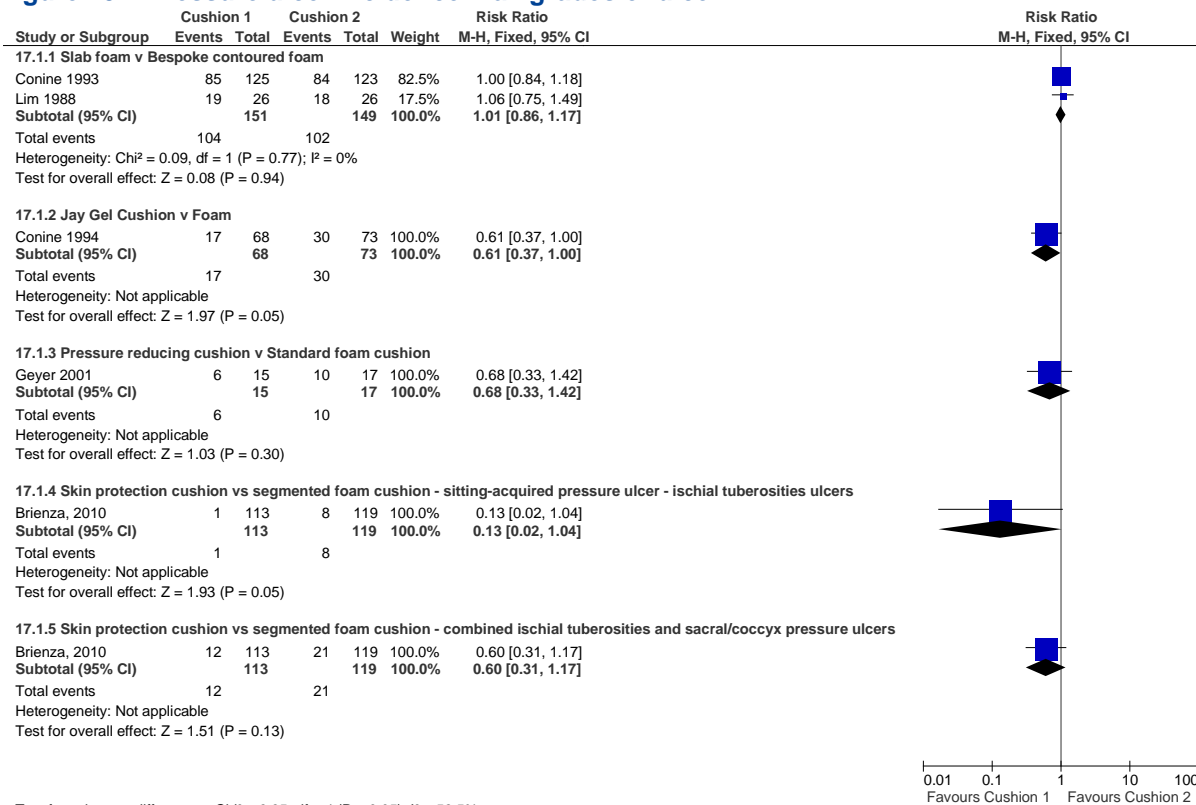 Cushion 1 Cushion 2 Risk Ratio Risk Ratio
Study or Subgroup Events Total Events Total Weight M-H, Fixed, 95% CI M-H, Fixed, 95% CI
17.1.1 Slab foam v Bespoke contoured foam
Conine 1993 85 125 84 123 82.5% 1.00 [0.84, 1.18]
Lim 1988 19 26 18 26 17.5% 1.06 [0.75, 1.49]
Subtotal (95% CI) 151 149 100.0% 1.01 [0.86, 1.17]
Total events 104 102
Heterogeneity: Chi² = 0.09, df = 1 (P = 0.77); I² = 0%
Test for overall effect: Z = 0.08 (P = 0.94)
17.1.2 Jay Gel Cushion v Foam
Conine 1994 17 68 30 73 100.0% 0.61 [0.37, 1.00]
Subtotal (95% CI) 68 73 100.0% 0.61 [0.37, 1.00]
Total events 17 30
Heterogeneity: Not applicable
Test for overall effect: Z = 1.97 (P = 0.05)
17.1.3 Pressure reducing cushion v Standard foam cushion
Geyer 2001 6 15 10 17 100.0% 0.68 [0.33, 1.42]
Subtotal (95% CI) 15 17 100.0% 0.68 [0.33, 1.42]
Total events 6 10
Heterogeneity: Not applicable
Test for overall effect: Z = 1.03 (P = 0.30)
17.1.4 Skin protection cushion vs segmented foam cushion - sitting-acquired pressure ulcer - ischial tuberosities ulcers
Brienza, 2010 1 113 8 119 100.0% 0.13 [0.02, 1.04]
Subtotal (95% CI) 113 119 100.0% 0.13 [0.02, 1.04]
Total events 1 8
Heterogeneity: Not applicable
Test for overall effect: Z = 1.93 (P = 0.05)
17.1.5 Skin protection cushion vs segmented foam cushion - combined ischial tuberosities and sacral/coccyx pressure ulcers
Brienza, 2010 12 113 21 119 100.0% 0.60 [0.31, 1.17]
Subtotal (95% CI) 113 119 100.0% 0.60 [0.31, 1.17]
Total events 12 21
Heterogeneity: Not applicable
Test for overall effect: Z = 1.51 (P = 0.13)
0.01 0.1 1 10 100
Favours Cushion 1 Favours Cushion 2